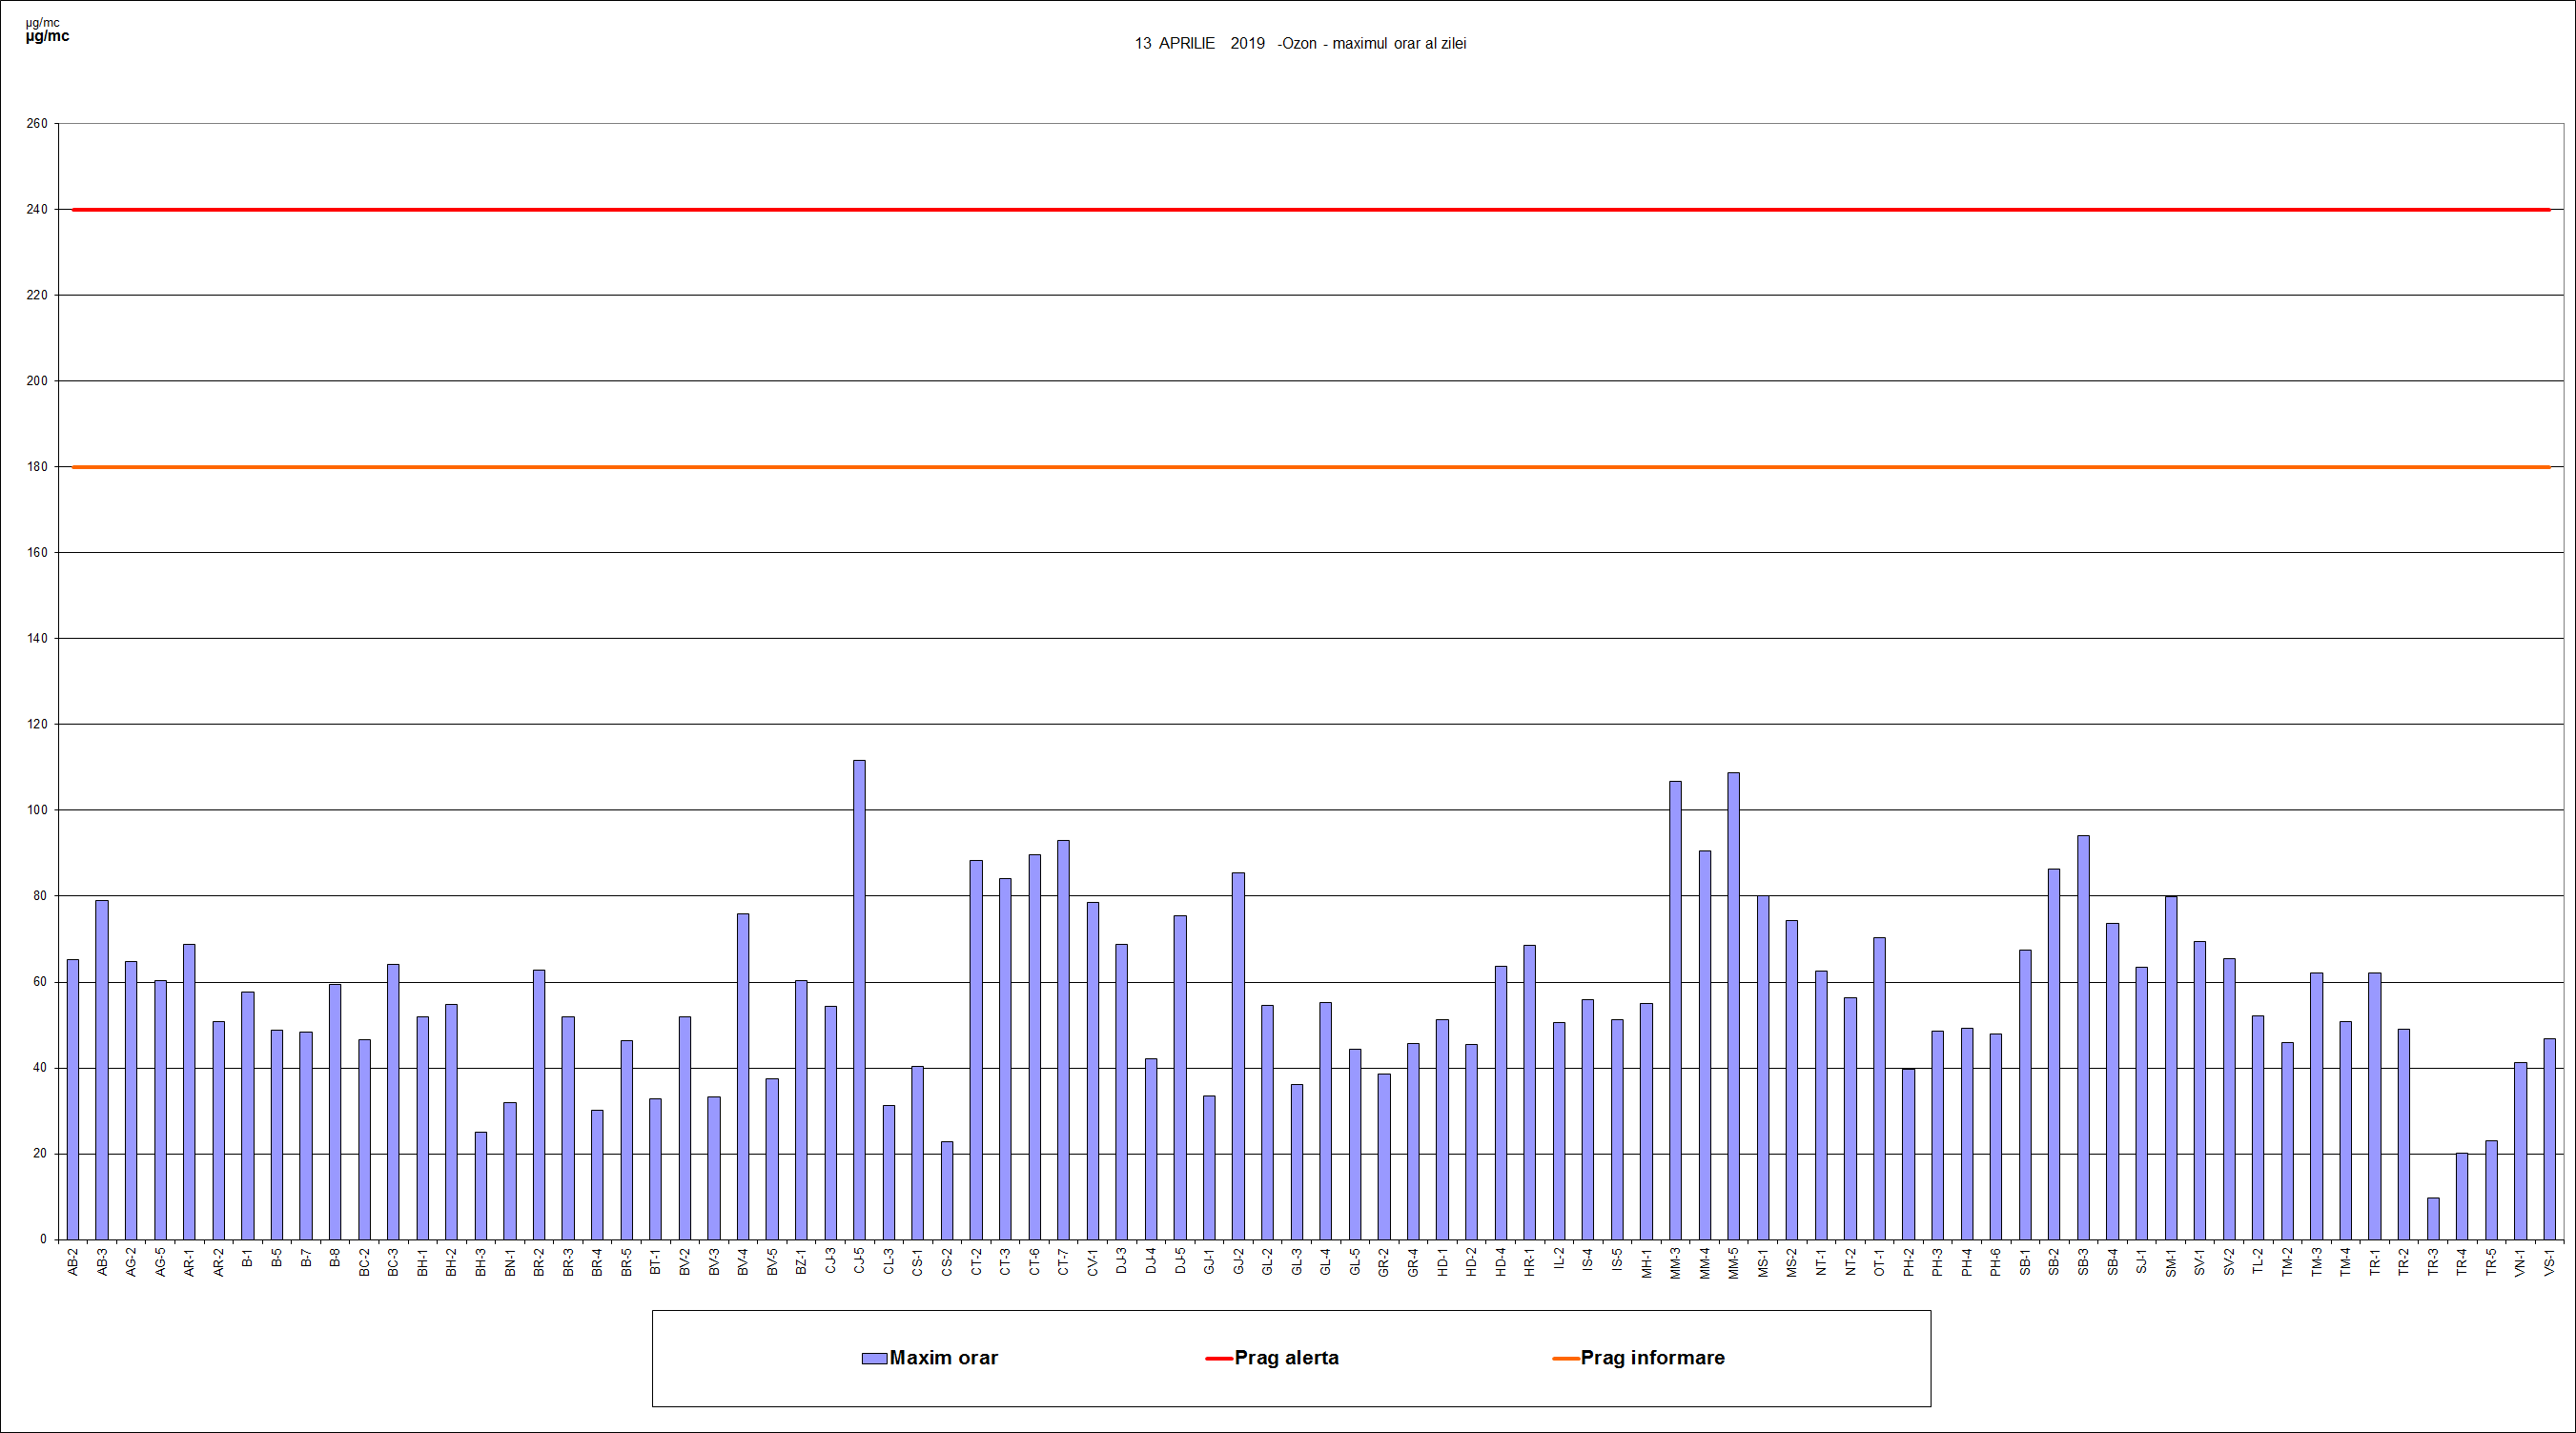 µg/mc
µg/mc
13 APRILIE 2019 -Ozon - maximul orar al zilei
260
240
220
200
180
160
140
120
100
80
60
40
20
0
AB-2
AB-3
AG-2
AG-5
AR-1
AR-2
B-1
B-5
B-7
B-8
BC-2
BC-3
BH-1
BH-2
BH-3
BN-1
BR-2
BR-3
BR-4
BR-5
BT-1
BV-2
BV-3
BV-4
BV-5
BZ-1
CJ-3
CJ-5
CL-3
CS-1
CS-2
CT-2
CT-3
CT-6
CT-7
CV-1
DJ-3
DJ-4
DJ-5
GJ-1
GJ-2
GL-2
GL-3
GL-4
GL-5
GR-2
GR-4
HD-1
HD-2
HD-4
HR-1
IL-2
IS-4
IS-5
MH-1
MM-3
MM-4
MM-5
MS-1
MS-2
NT-1
NT-2
OT-1
PH-2
PH-3
PH-4
PH-6
SB-1
SB-2
SB-3
SB-4
SJ-1
SM-1
SV-1
SV-2
TL-2
TM-2
TM-3
TM-4
TR-1
TR-2
TR-3
TR-4
TR-5
VN-1
VS-1
Maxim orar
Prag alerta
Prag informare